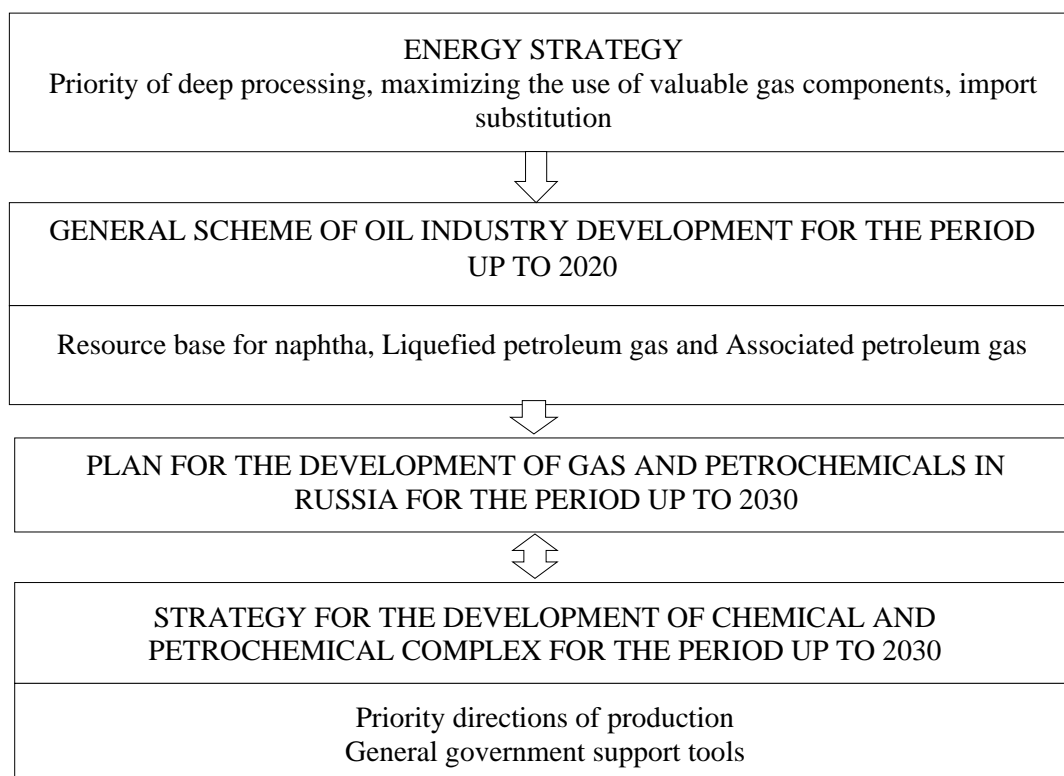 ENERGY STRATEGY
Priority of deep processing, maximizing the use of valuable gas components, import
substitution
GENERAL SCHEME OF OIL INDUSTRY DEVELOPMENT FOR THE PERIOD
UP TO 2020
Resource base for naphtha, Liquefied petroleum gas and Associated petroleum gas
PLAN FOR THE DEVELOPMENT OF GAS AND PETROCHEMICALS IN
RUSSIA FOR THE PERIOD UP TO 2030
STRATEGY FOR THE DEVELOPMENT OF CHEMICAL AND
PETROCHEMICAL COMPLEX FOR THE PERIOD UP TO 2030
Priority directions of production
General government support tools